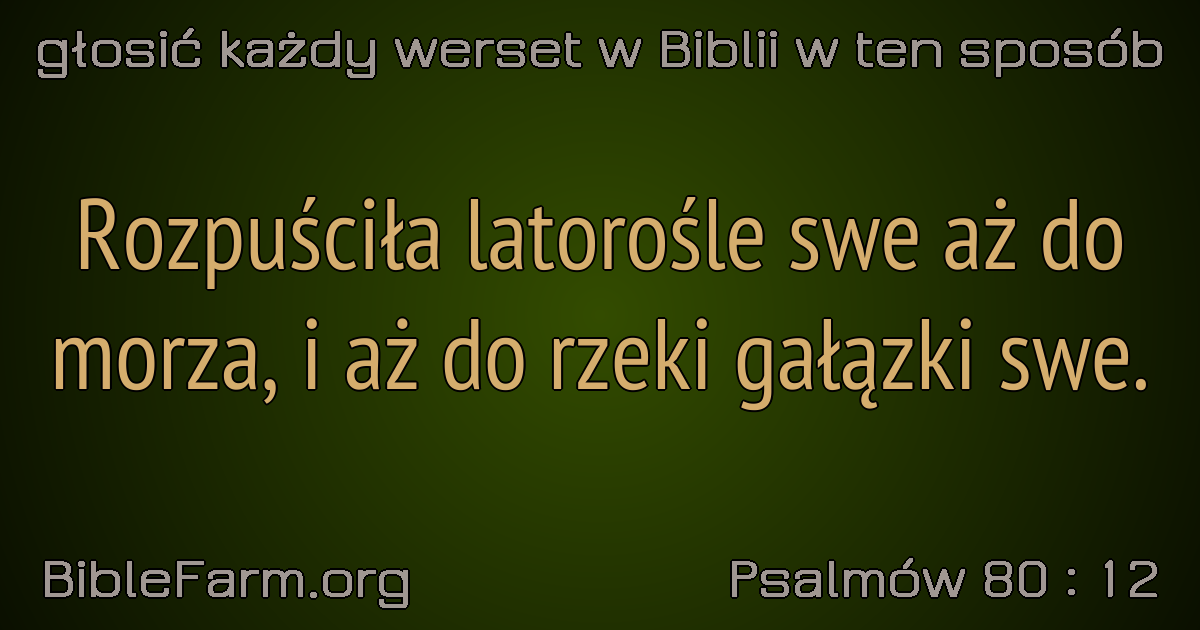 głosić każdy werset w Biblii w ten sposób
Rozpuściła latorośle swe aż do
morza, i aż do rzeki gałązki swe.
BibleFarm.org
Psalmów 80 : 12